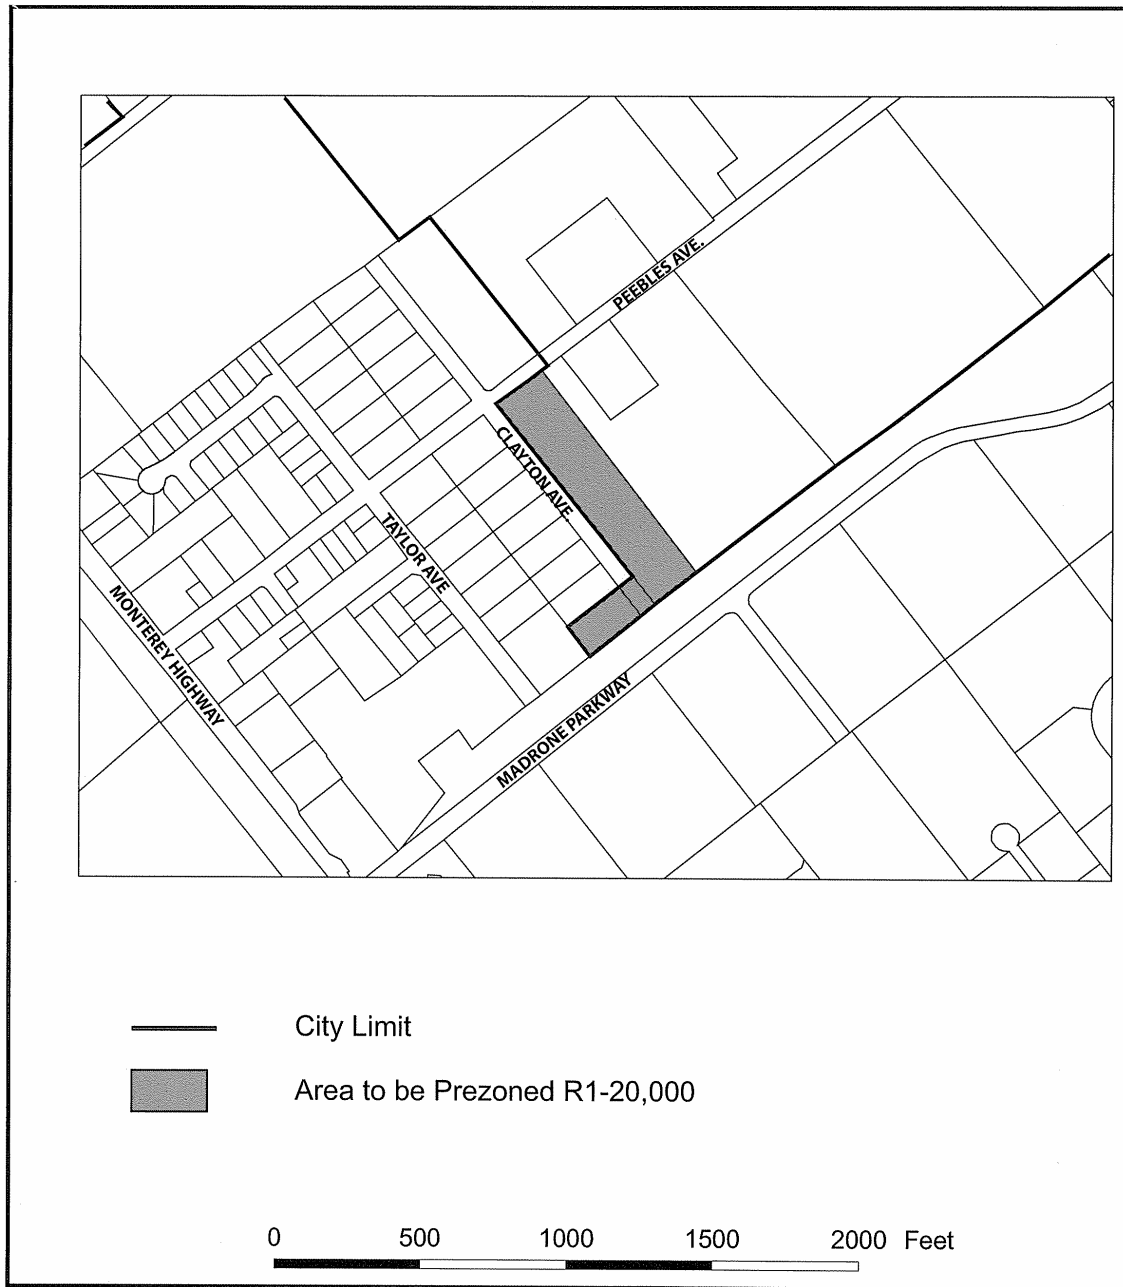 PEEBLES AVE.
CLAYTON AVE.
TAYLOR AVE
MONTEREY HIGHWAY
MADRONE PARKWAY
City Limit
Area to be Prezoned R1-20,000
0 500 1000 1500 2000 Feet